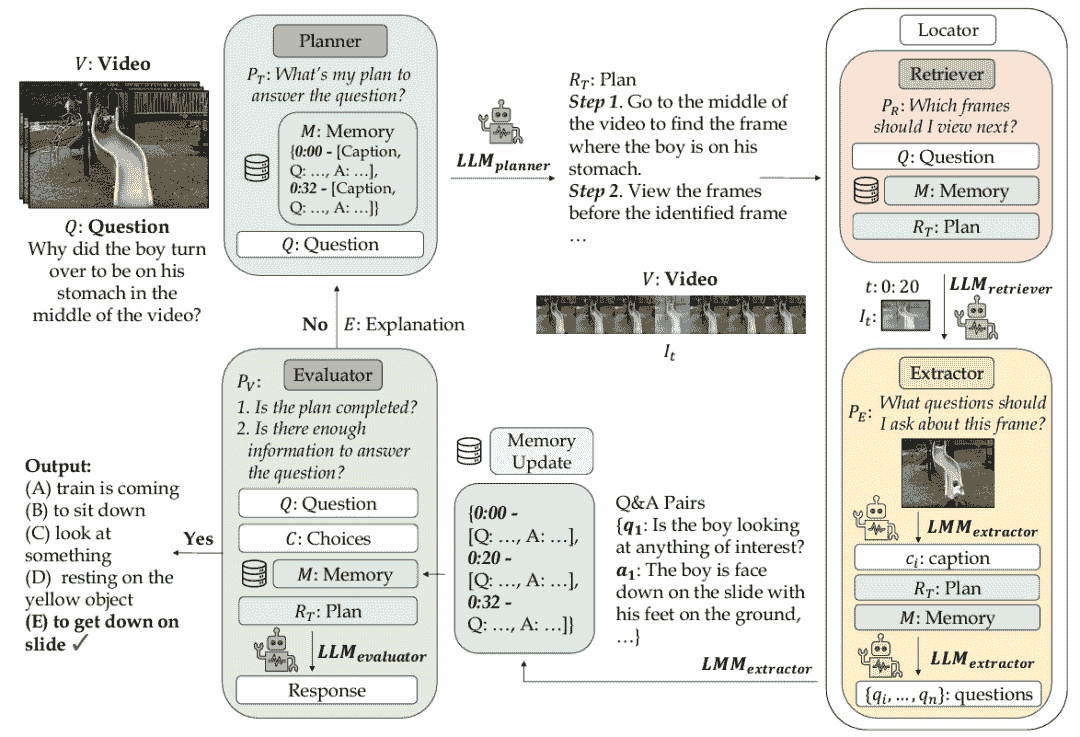 V: Video
Q: Question
Why did the boy turn
over to be on his
stomach in the
middle of the video?
Planner
P_T: What's my plan to
answer the question?
M: Memory
{0:00 - [Caption,
Q: …, A: …],
0:32 - [Caption,
Q: …, A: …]}
Q: Question
LLM_planner
R_T: Plan
Step 1. Go to the middle of
the video to find the frame
where the boy is on his
stomach.
Step 2. View the frames
before the identified frame
…
V: Video
I_t
Locator
Retriever
P_R: Which frames
should I view next?
Q: Question
M: Memory
R_T: Plan
t: 0: 20
I_t:
LLM_retriever
Extractor
P_E: What questions should
I ask about this frame?
LMM_extractor
c_i: caption
R_T: Plan
M: Memory
LLM_extractor
{q_i, …, q_n}: questions
LMM_extractor
Q&A Pairs
{q_1: Is the boy looking
at anything of interest?
a_1: The boy is face
down on the slide with
his feet on the ground,
…}
Memory
Update
{0:00 -
[Q: …, A: …],
0:20 -
[Q: …, A: …],
0:32 -
Q: …, A: …]}
No
E: Explanation
Evaluator
P_V:
1. Is the plan completed?
2. Is there enough
information to answer
the question?
Q: Question
C: Choices
M: Memory
R_T: Plan
LLM_evaluator
Response
Yes
Output:
(A) train is coming
(B) to sit down
(C) look at
something
(D) resting on the
yellow object
(E) to get down on
slide ✓